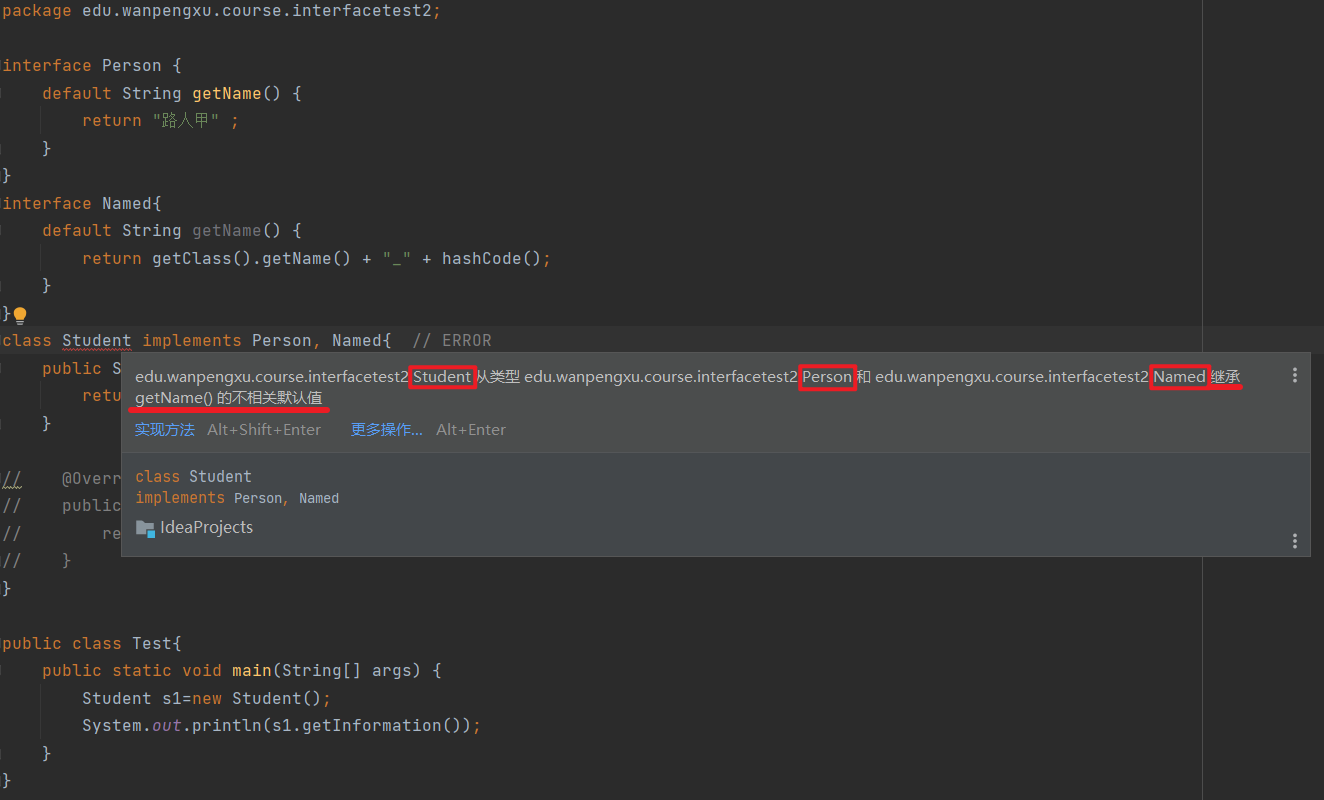 package edu.wanpengxu.course.interfacetest2;
interface Person {
default String getName() {
return "路人甲" ;
}
}
interface Named{
default String getName() {
return getClass().getName() + "_" + hashCode();
}
}
class Student implements Person, Named{ // ERROR
public S
edu.wanpengxu.course.interfacetest2.Student 从类型 edu.wanpengxu.course.interfacetest2.Person 和 edu.wanpengxu.course.interfacetest2.Named 继承
retu
getName() 的不相关默认值
}
实现方法 Alt+Shift+Enter 更多操作... Alt+Enter
// @Overr
class Student
// public
implements Person, Named
// re
IdeaProjects
// }
}
public class Test{
public static void main(String[] args) {
Student s1=new Student();
System.out.println(s1.getInformation());
}
}